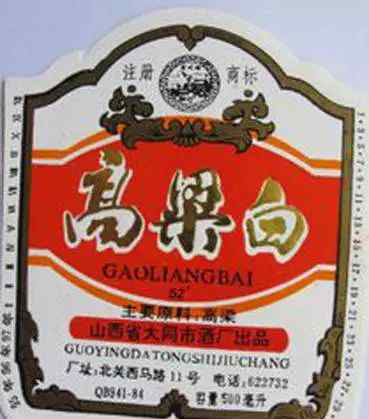 注册 商标
高粱白
GAOLIANGBAI
52°
主要原料:高粱
山西省大同市酒厂出品
GUOYINGDATONGSHIJIUCHANG
厂址:北关西马路11号 电话:622732
QB941-84 容量500毫升